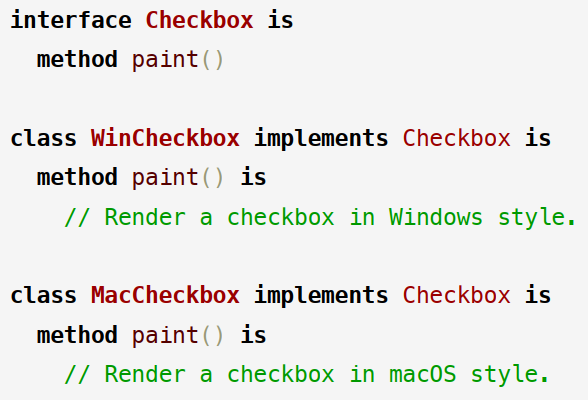 interface Checkbox is
method paint()
class WinCheckbox implements Checkbox is
method paint() is
// Render a checkbox in Windows style.
class MacCheckbox implements Checkbox is
method paint() is
// Render a checkbox in macOS style.